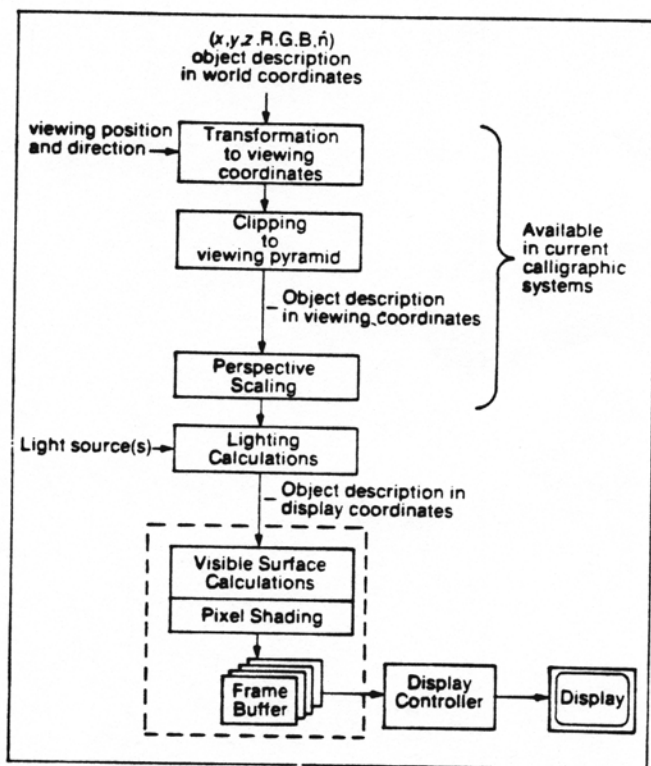 (x,y,z.R.G.B,n̂)
object description
in world coordinates
viewing position
and direction
Transformation
to viewing
coordinates
Clipping
to
viewing pyramid
Available
in current
calligraphic
systems
Object description
in viewing coordinates
Perspective
Scaling
Light source(s)
Lighting
Calculations
Object description in
display coordinates
Visible Surface
Calculations
Pixel Shading
Frame
Buffer
Display
Controller
Display